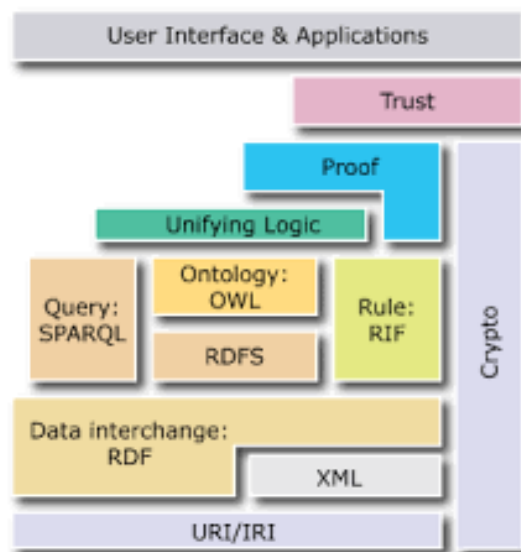 User Interface & Applications
Trust
Proof
Unifying Logic
Query:
SPARQL
Ontology:
OWL
RDFS
Rule:
RIF
Crypto
Data interchange:
RDF
XML
URI/IRI